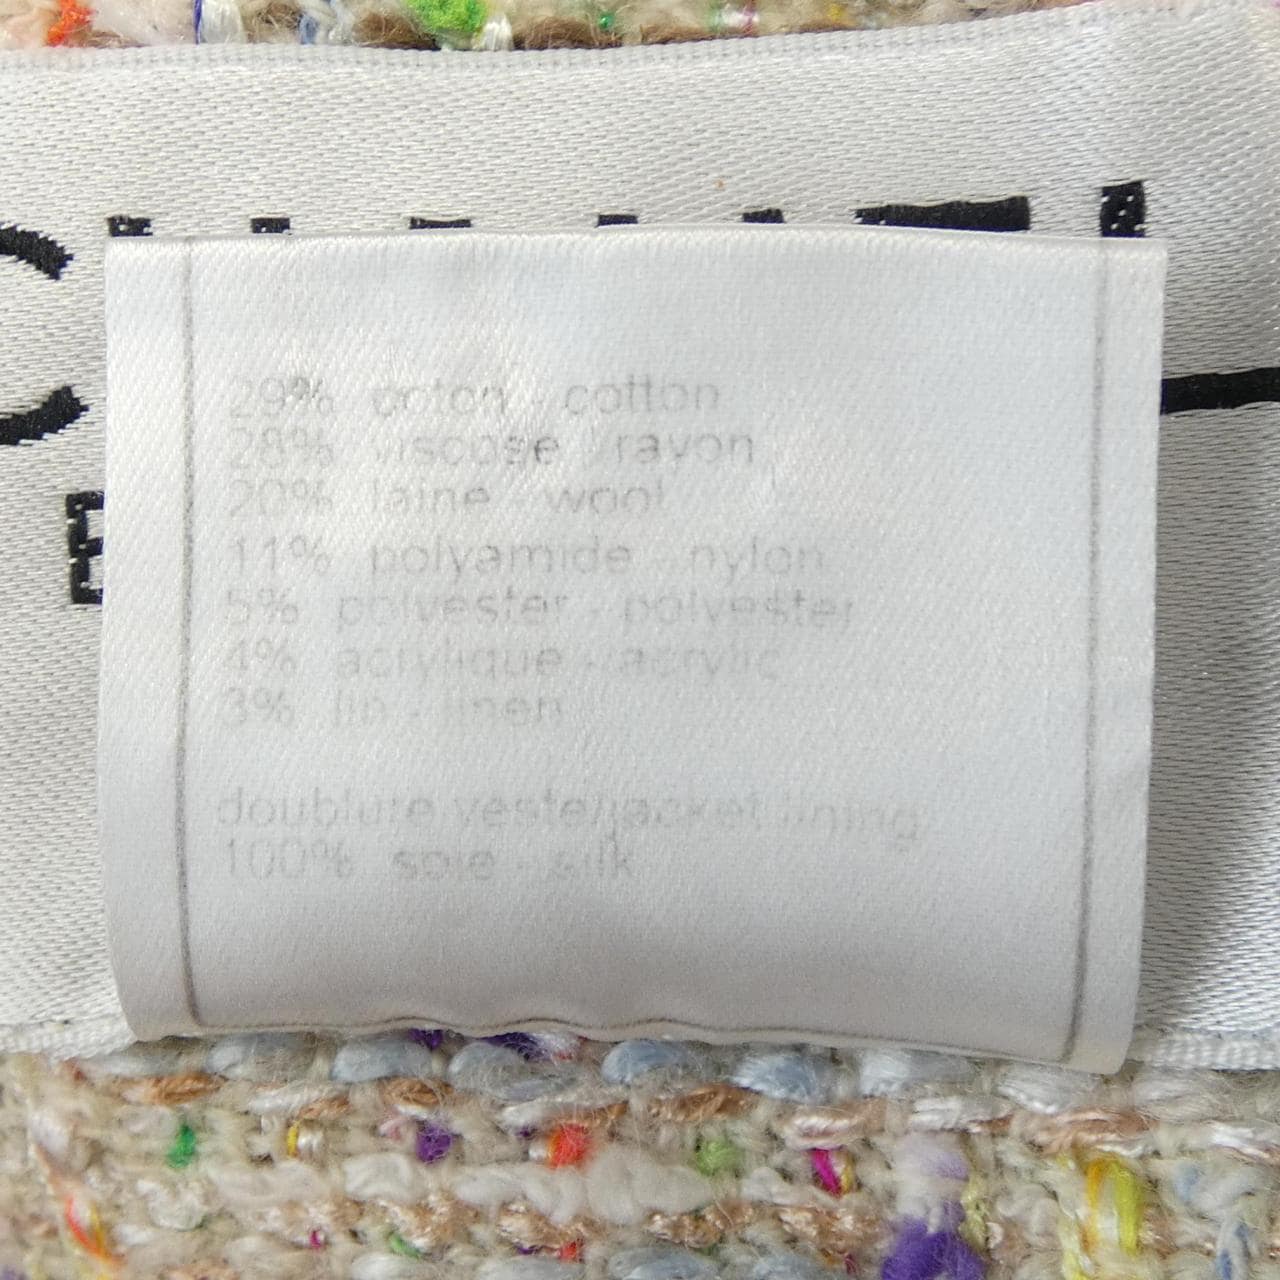 29% coton - cotton
28% viscose - rayon
20% laine - wool
11% polyamide - nylon
5% polyester - polyester
4% acrylique - acrylic
3% lin - linen
doublure veste/jacket lining
100% soie - silk